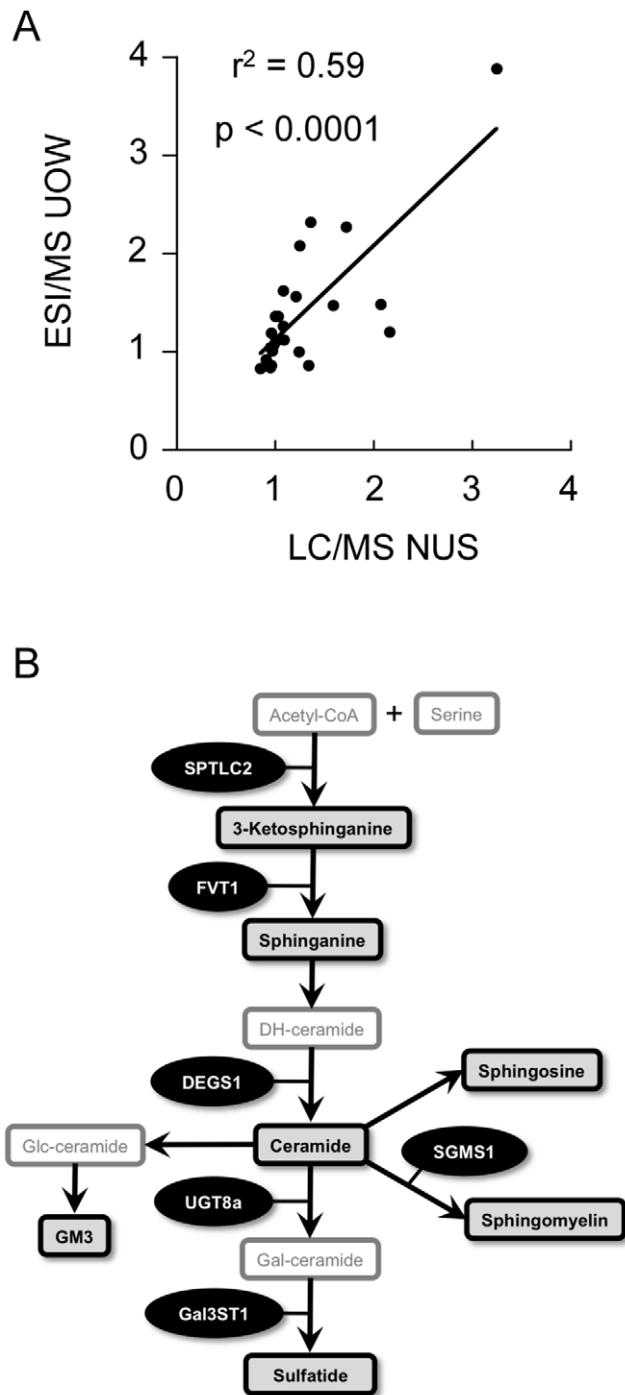 A
r² = 0.59
p < 0.0001
4
3
2
1
0
ESI/MS UOW
0 1 2 3 4
LC/MS NUS
B
Acetyl-CoA + Serine
SPTLC2
3-Ketosphinganine
FVT1
Sphinganine
DH-ceramide
DEGS1
Sphingosine
Glc-ceramide
Ceramide
SGMS1
UGT8a
GM3
Sphingomyelin
Gal-ceramide
Gal3ST1
Sulfatide